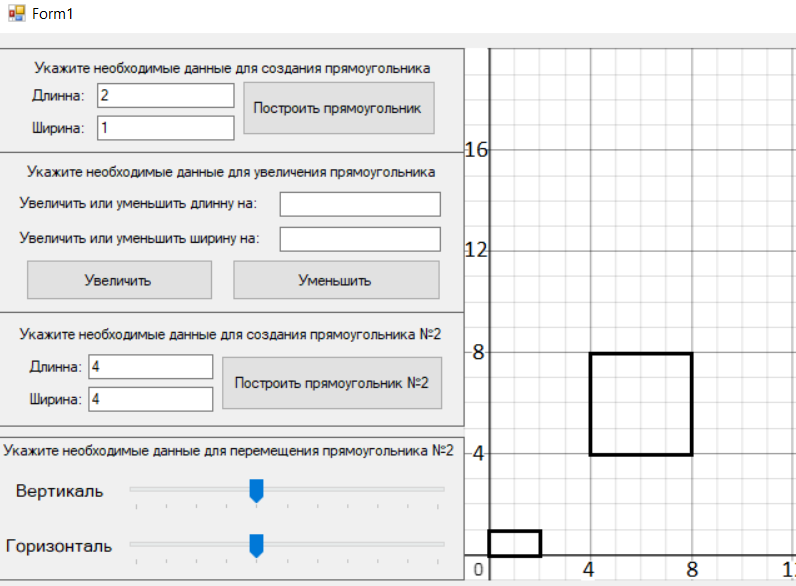 Form1
Укажите необходимые данные для создания прямоугольника
Длинна: 2
Ширина: 1
Построить прямоугольник
Укажите необходимые данные для увеличения прямоугольника
Увеличить или уменьшить длинну на:
Увеличить или уменьшить ширину на:
Увеличить Уменьшить
Укажите необходимые данные для создания прямоугольника №2
Длинна: 4
Ширина: 4
Построить прямоугольник №2
Укажите необходимые данные для перемещения прямоугольника №2
Вертикаль
Горизонталь
16
12
8
4
0 4 8